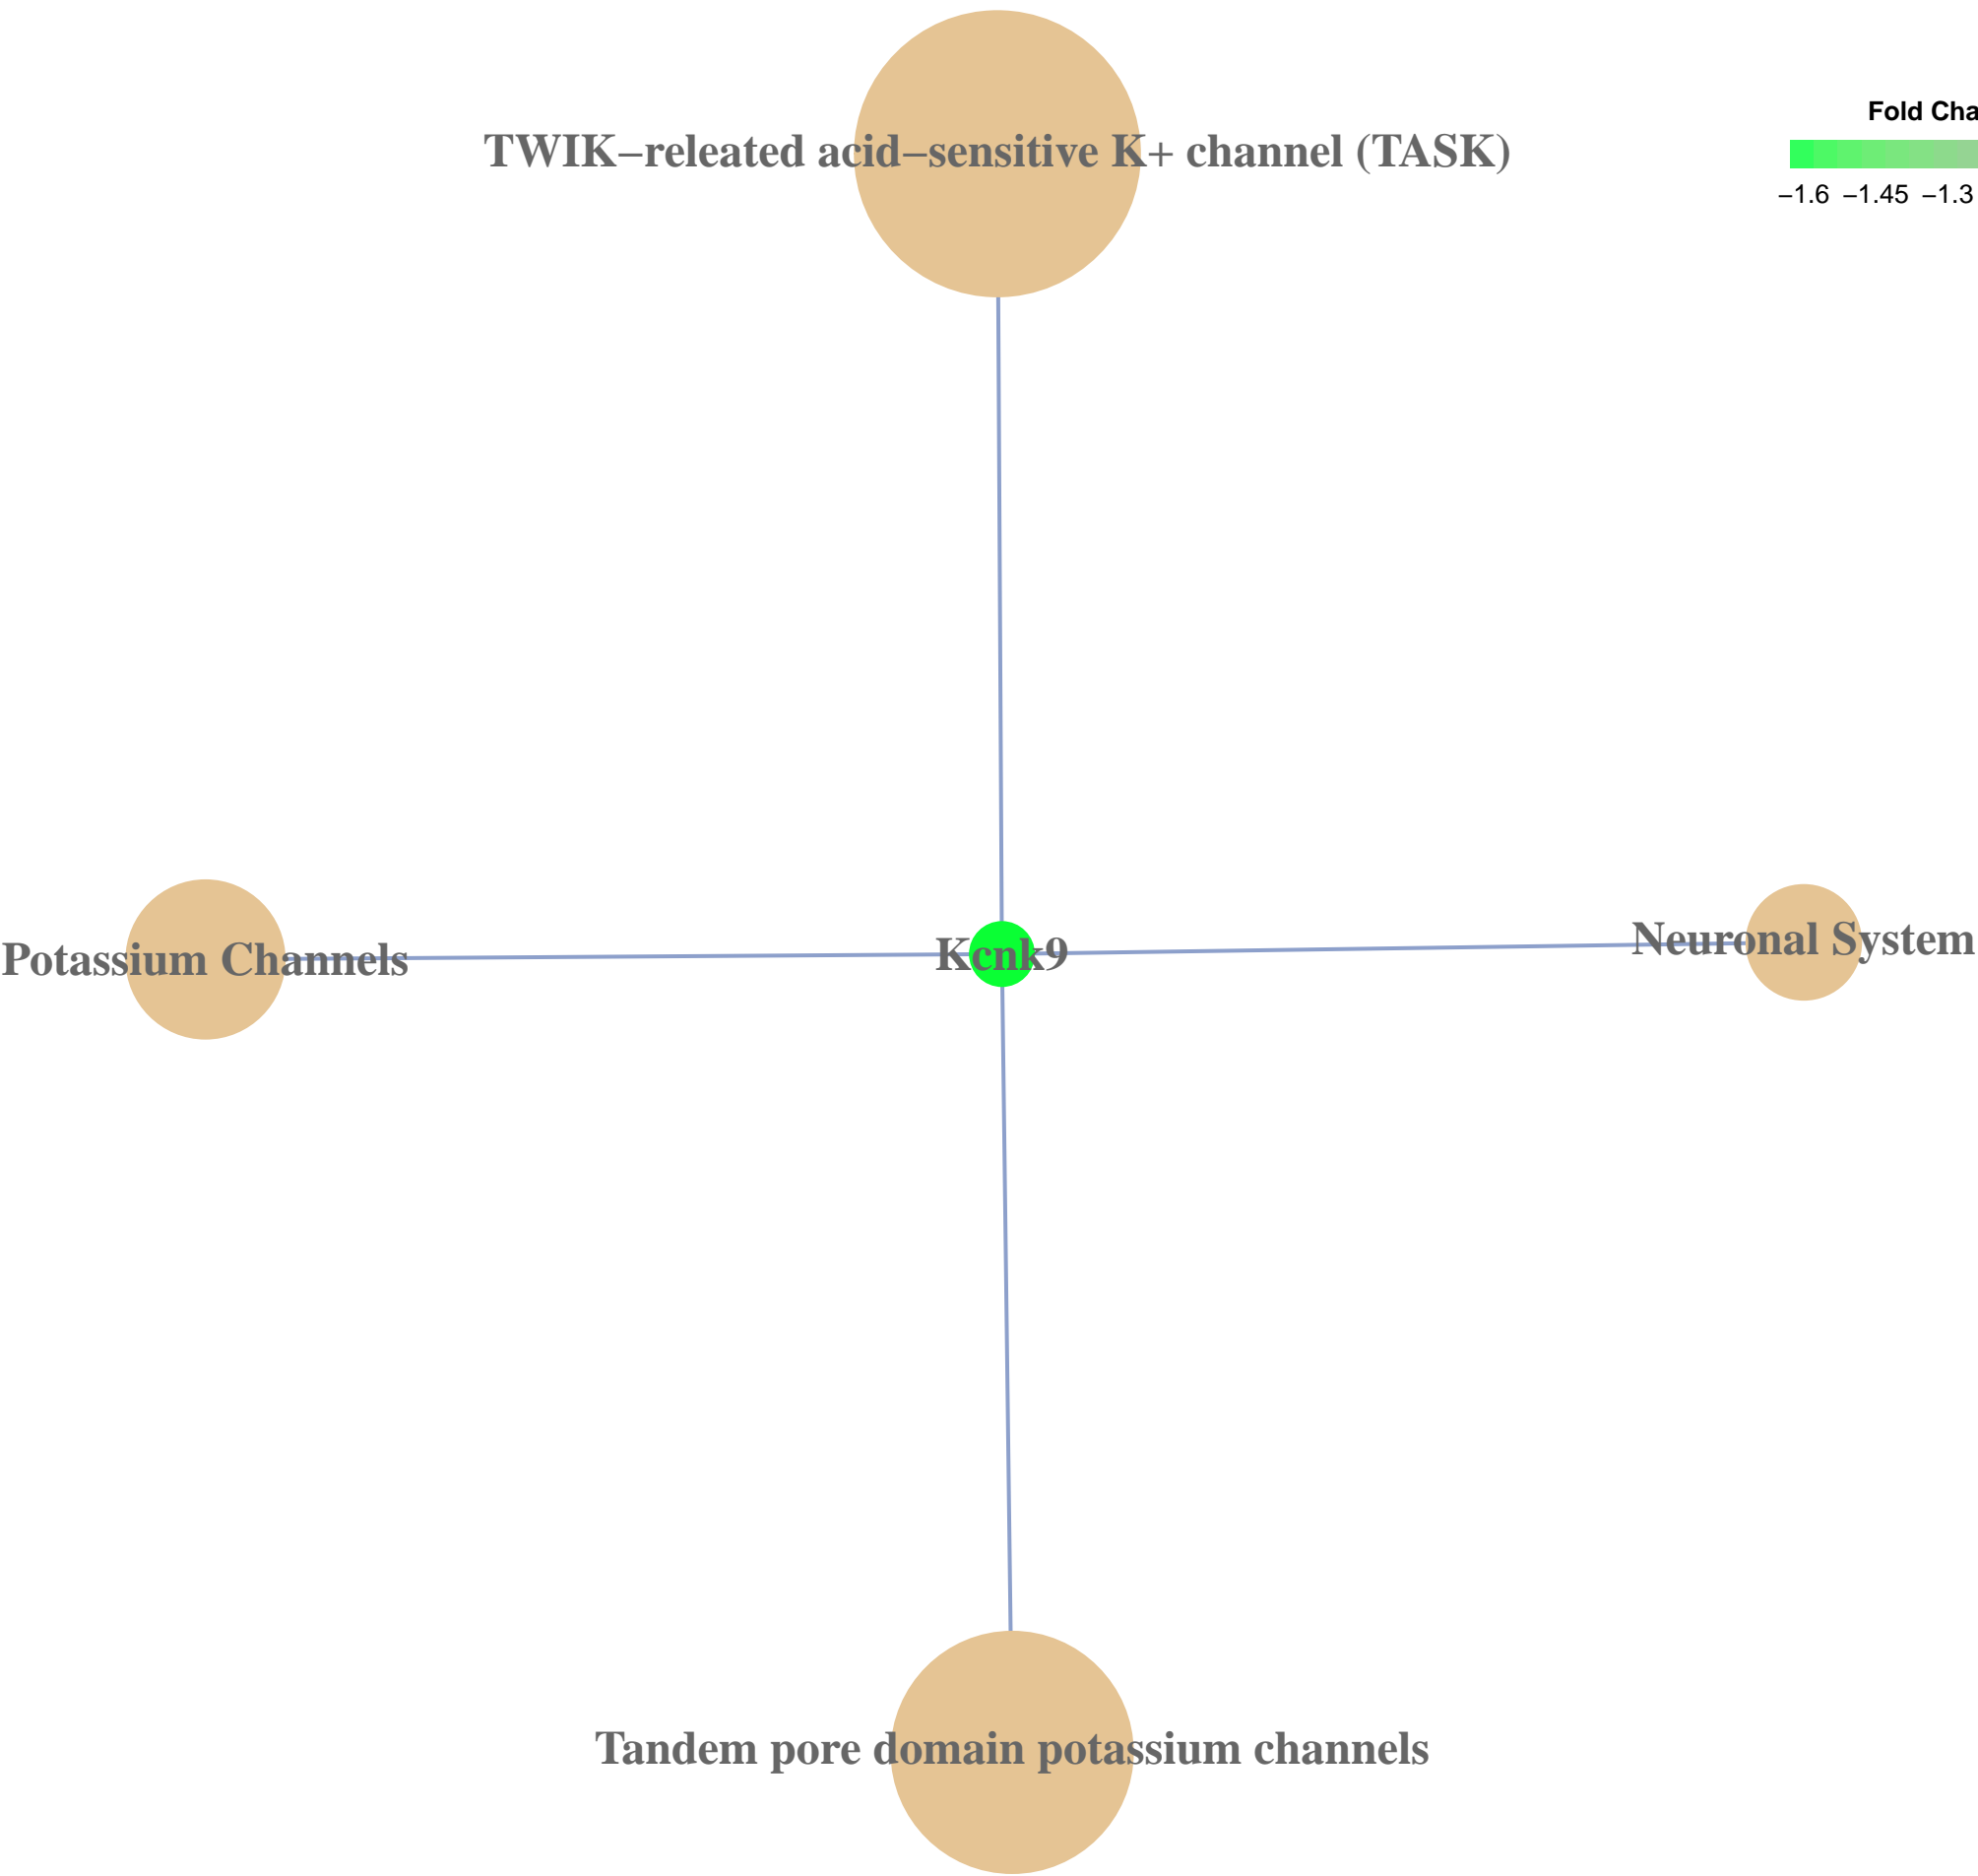 TWIK−releated acid−sensitive K+ channel (TASK)
Fold Cha
−1.6 −1.45 −1.3
Potassium Channels
Kcnk9
Neuronal System
Tandem pore domain potassium channels